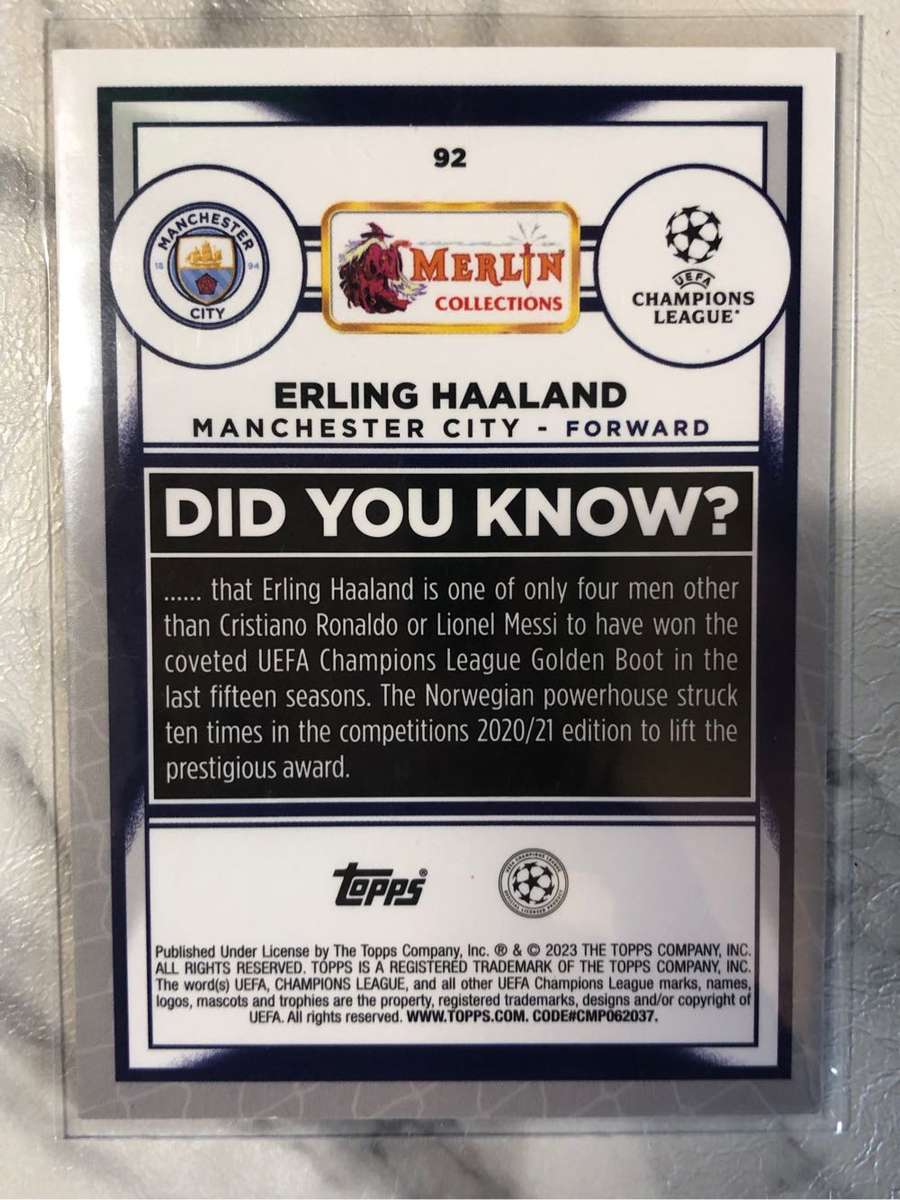 92
MANCHESTER
18 94
CITY
MERLIN
COLLECTIONS
UEFA
CHAMPIONS
LEAGUE®
ERLING HAALAND
MANCHESTER CITY - FORWARD
DID YOU KNOW?
...... that Erling Haaland is one of only four men other
than Cristiano Ronaldo or Lionel Messi to have won the
coveted UEFA Champions League Golden Boot in the
last fifteen seasons. The Norwegian powerhouse struck
ten times in the competitions 2020/21 edition to lift the
prestigious award.
topps®
UEFA CHAMPIONS LEAGUE
OFFICIAL LICENSED PRODUCT
Published Under License by The Topps Company, Inc. ® & © 2023 THE TOPPS COMPANY, INC.
ALL RIGHTS RESERVED. TOPPS IS A REGISTERED TRADEMARK OF THE TOPPS COMPANY, INC.
The word(s) UEFA, CHAMPIONS LEAGUE, and all other UEFA Champions League marks, names,
logos, mascots and trophies are the property, registered trademarks, designs and/or copyright of
UEFA. All rights reserved. WWW.TOPPS.COM. CODE#CMP062037.